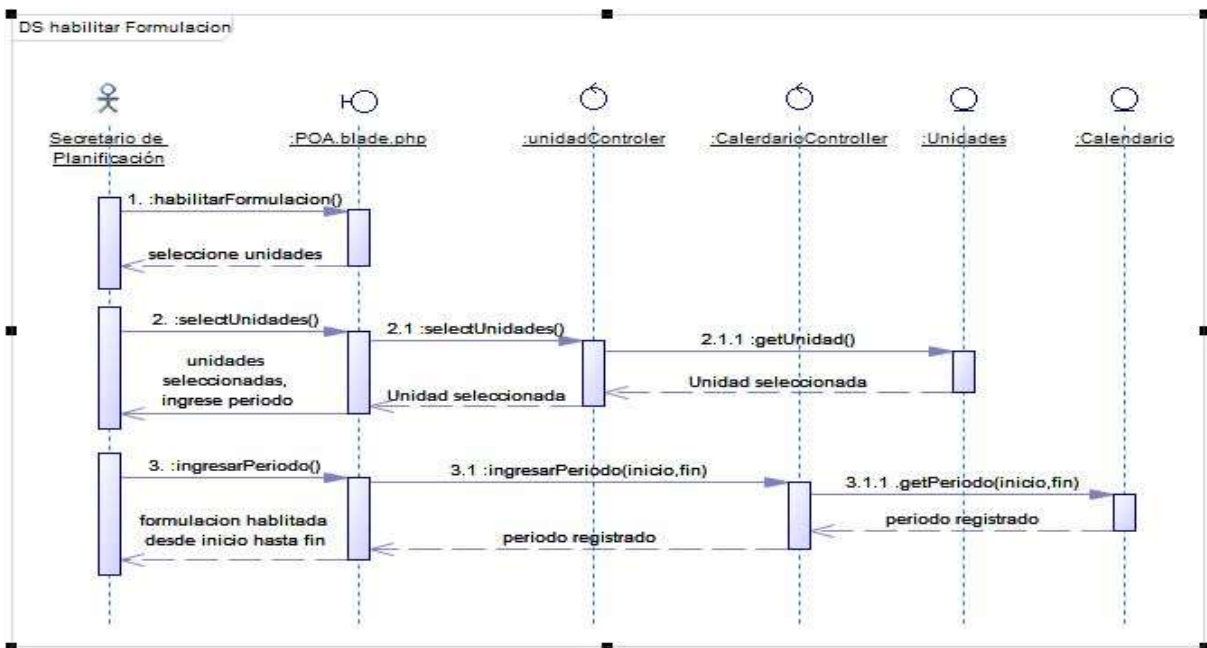 DS habilitar Formulacion
Secretario de
Planificación
:POA.blade.php
:unidadControler
:CalerdarioController
:Unidades
:Calendario
1. :habilitarFormulacion()
seleccione unidades
2. :selectUnidades()
2.1 :selectUnidades()
2.1.1 :getUnidad()
unidades
seleccionadas,
ingrese periodo
Unidad seleccionada
Unidad seleccionada
3. :ingresarPeriodo()
3.1 :ingresarPeriodo(inicio,fin)
3.1.1 .getPeriodo(inicio,fin)
formulacion hablitada
desde inicio hasta fin
periodo registrado
periodo registrado